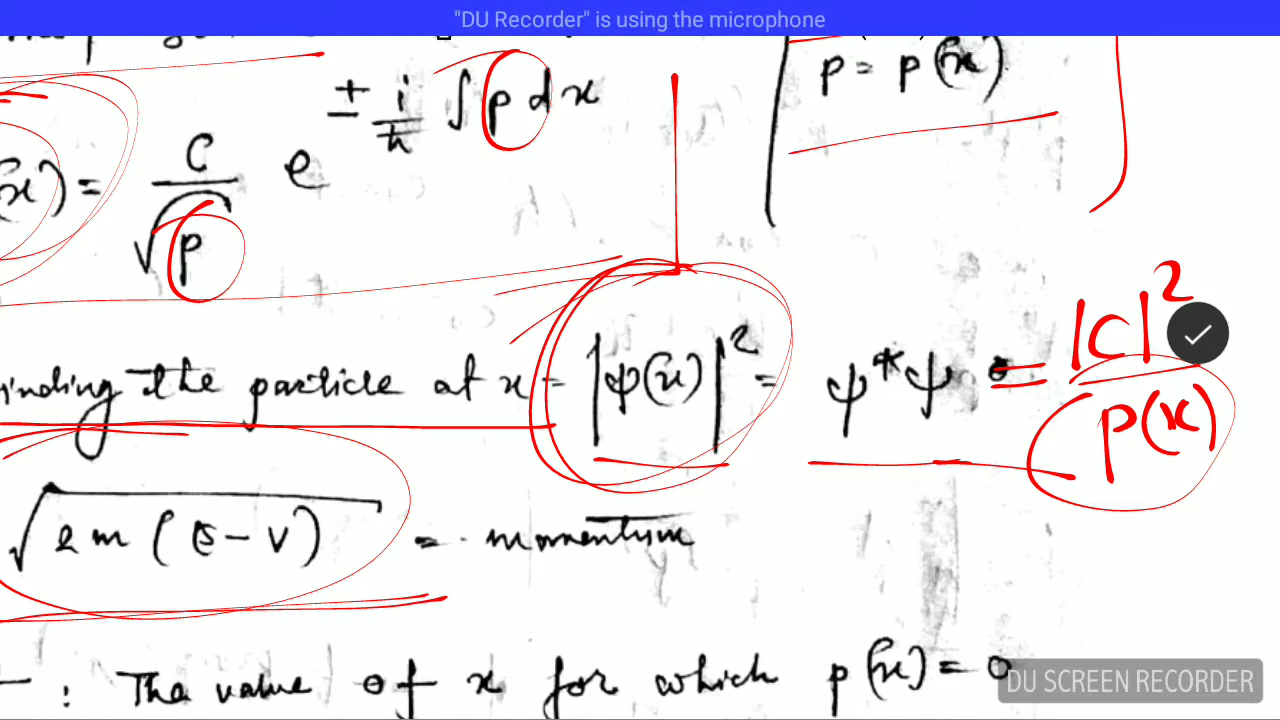 "DU Recorder" is using the microphone
p = p(x)
(x) = C/√p e^(± i/ħ ∫ p dx)
inding the particle at x = |ψ(x)|² = ψ*ψ = |C|²/p(x)
√2m(E-V) = momentum
: The value of x for which p(x) = 0
DU SCREEN RECORDER